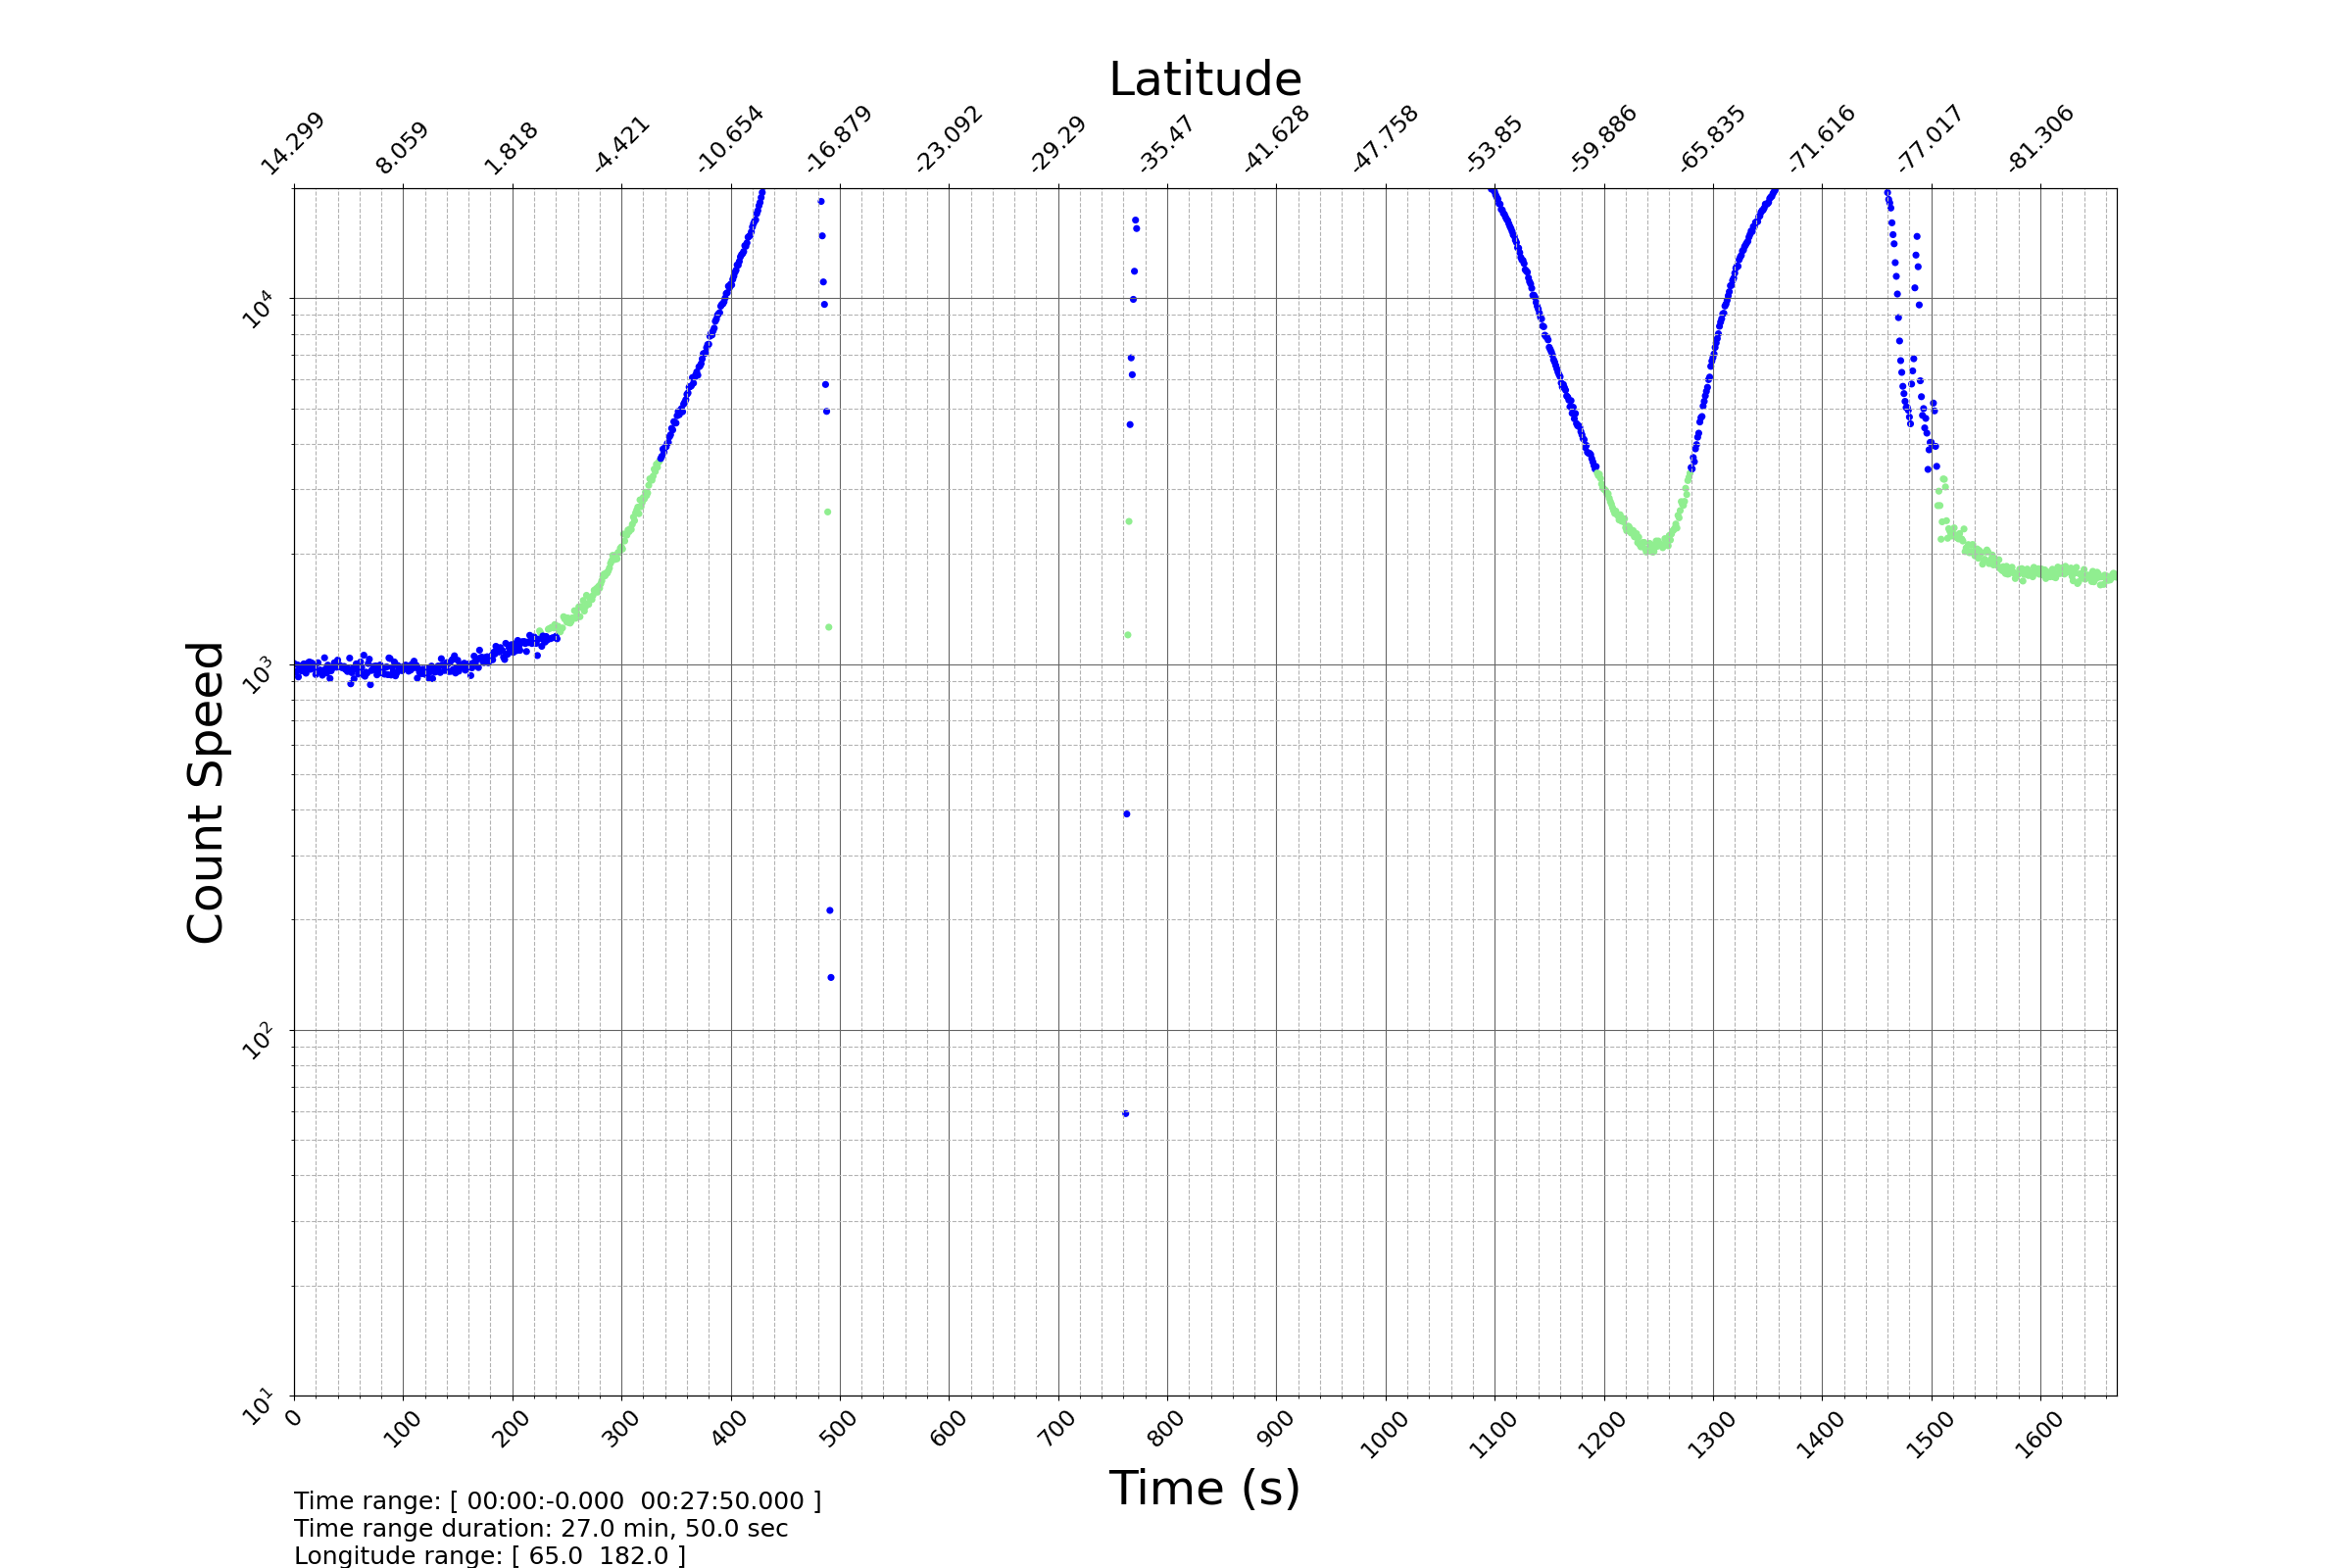 Latitude
14.299 8.059 1.818 -4.421 -10.654 -16.879 -23.092 -29.29 -35.47 -41.628 -47.758 -53.85 -59.886 -65.835 -71.616 -77.017 -81.306
10⁴
10³
10²
10¹
Count Speed
0 100 200 300 400 500 600 700 800 900 1000 1100 1200 1300 1400 1500 1600
Time (s)
Time range: [ 00:00:-0.000  00:27:50.000 ]
Time range duration: 27.0 min, 50.0 sec
Longitude range: [ 65.0  182.0 ]